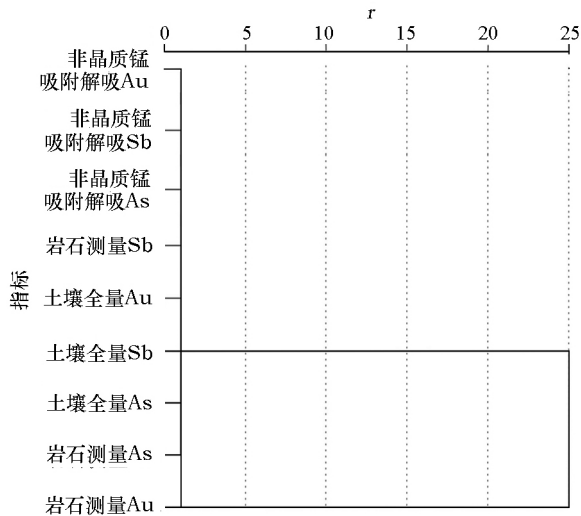 r
0 5 10 15 20 25
非晶质锰
吸附解吸Au
非晶质锰
吸附解吸Sb
非晶质锰
吸附解吸As
岩石测量Sb
指标
土壤全量Au
土壤全量Sb
土壤全量As
岩石测量As
岩石测量Au